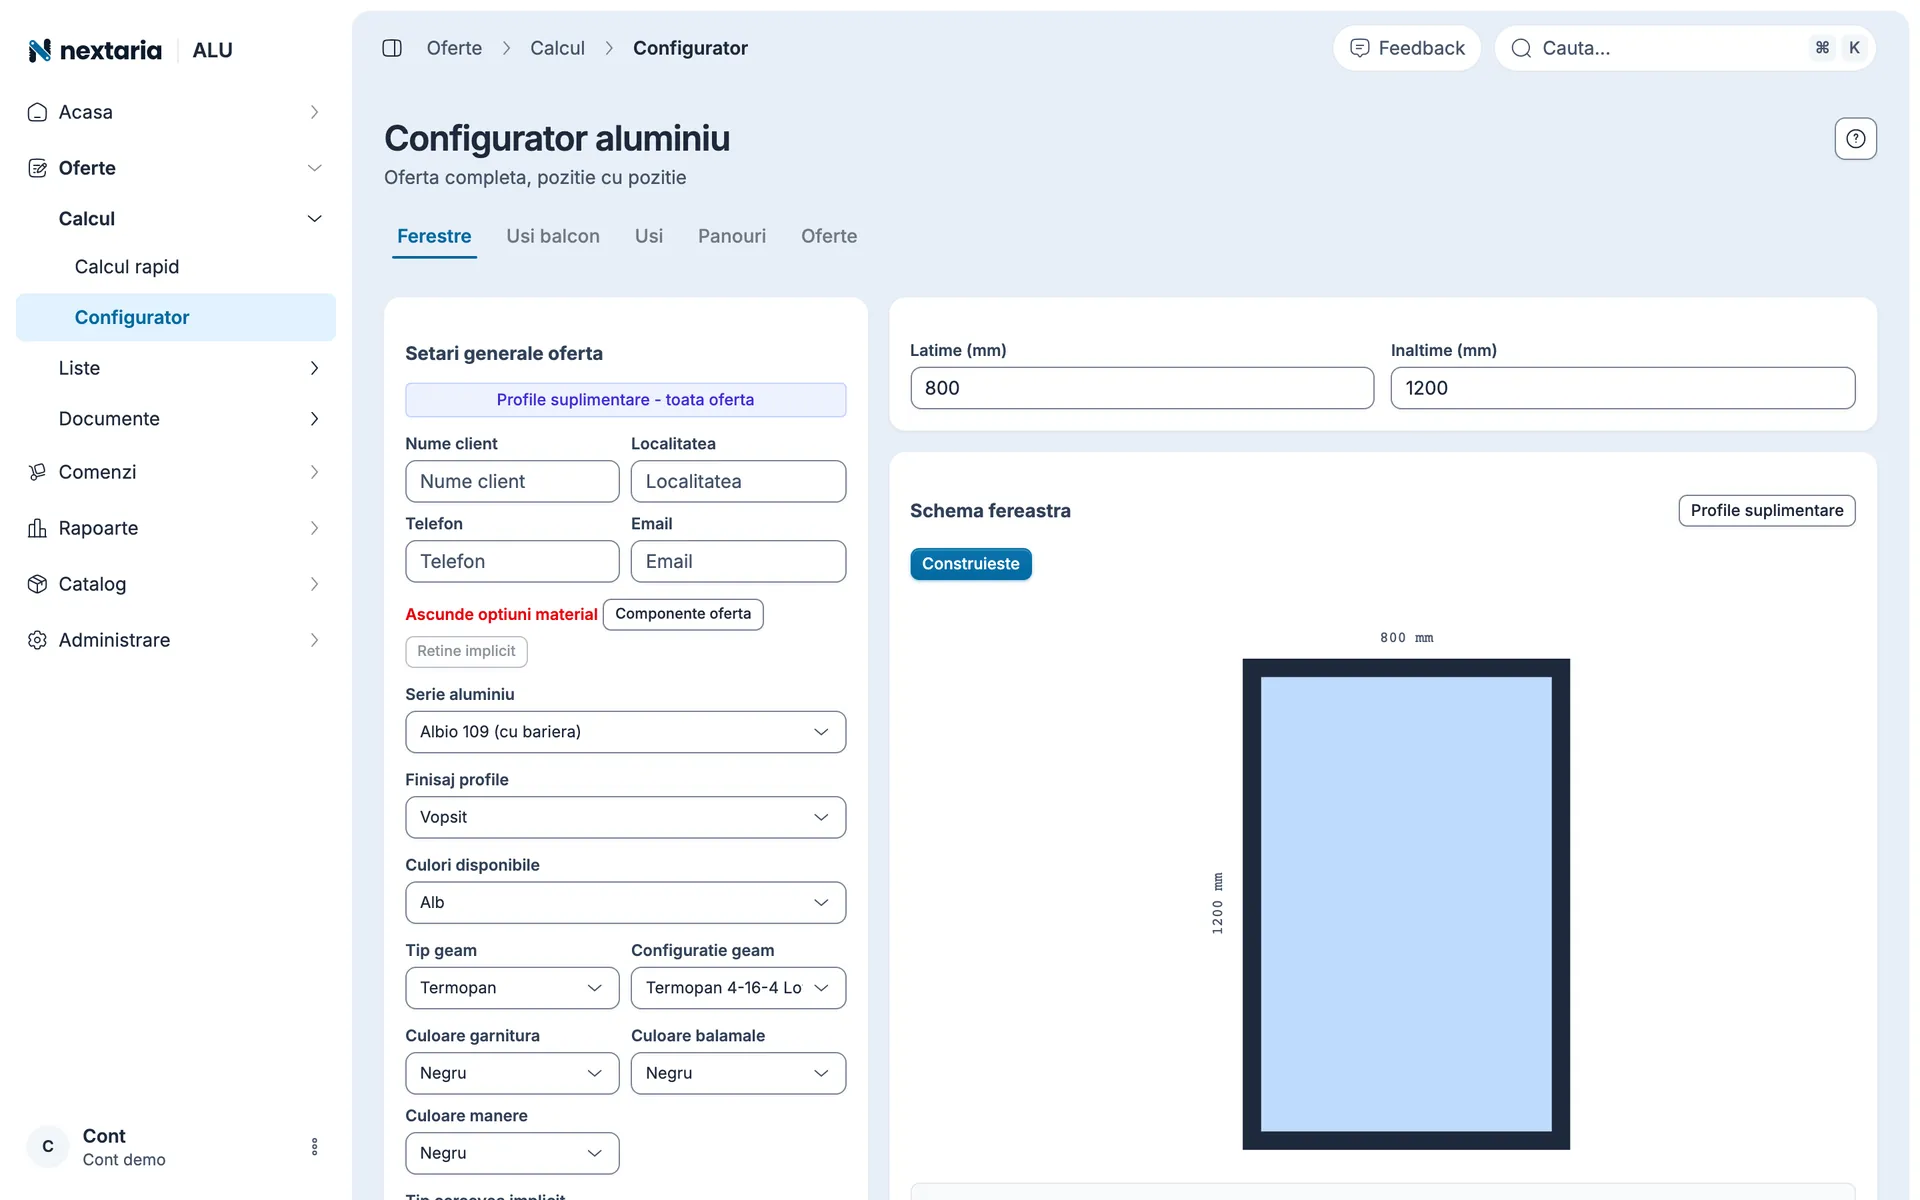 nextaria
ALU
Acasa
Oferte
Calcul
Calcul rapid
Configurator
Liste
Documente
Comenzi
Rapoarte
Catalog
Administrare
C
Cont
Cont demo
Oferte
Calcul
Configurator
Feedback
Cauta...
⌘
K
Configurator aluminiu
Oferta completa, pozitie cu pozitie
Ferestre
Usi balcon
Usi
Panouri
Oferte
Setari generale oferta
Profile suplimentare - toata oferta
Nume client
Localitatea
Nume client
Localitatea
Telefon
Email
Telefon
Email
Ascunde optiuni material
Componente oferta
Retine implicit
Serie aluminiu
Albio 109 (cu bariera)
Finisaj profile
Vopsit
Culori disponibile
Alb
Tip geam
Configuratie geam
Termopan
Termopan 4-16-4 Lo
Culoare garnitura
Culoare balamale
Negru
Negru
Culoare manere
Negru
Latime (mm)
Inaltime (mm)
800
1200
Schema fereastra
Profile suplimentare
Construieste
800 mm
1200 mm